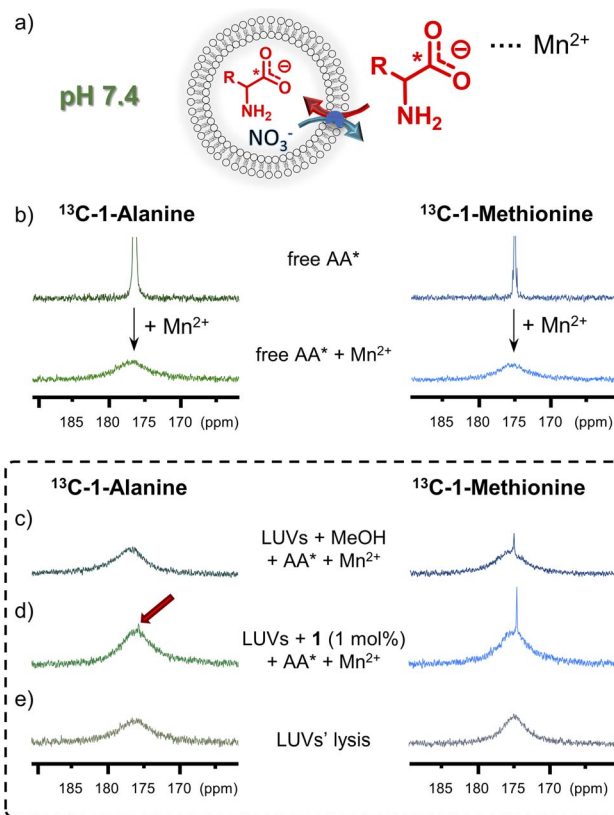 a)
pH 7.4
R
*
O
⊖
O
NH₂
NO₃⁻
R
*
O
⊖
O
NH₂
···· Mn²⁺
b)
¹³C-1-Alanine
¹³C-1-Methionine
free AA*
+ Mn²⁺
+ Mn²⁺
free AA* + Mn²⁺
185 180 175 170 (ppm)
185 180 175 170 (ppm)
¹³C-1-Alanine
¹³C-1-Methionine
c)
LUVs + MeOH
+ AA* + Mn²⁺
d)
LUVs + 1 (1 mol%)
+ AA* + Mn²⁺
e)
LUVs' lysis
185 180 175 170 (ppm)
185 180 175 170 (ppm)